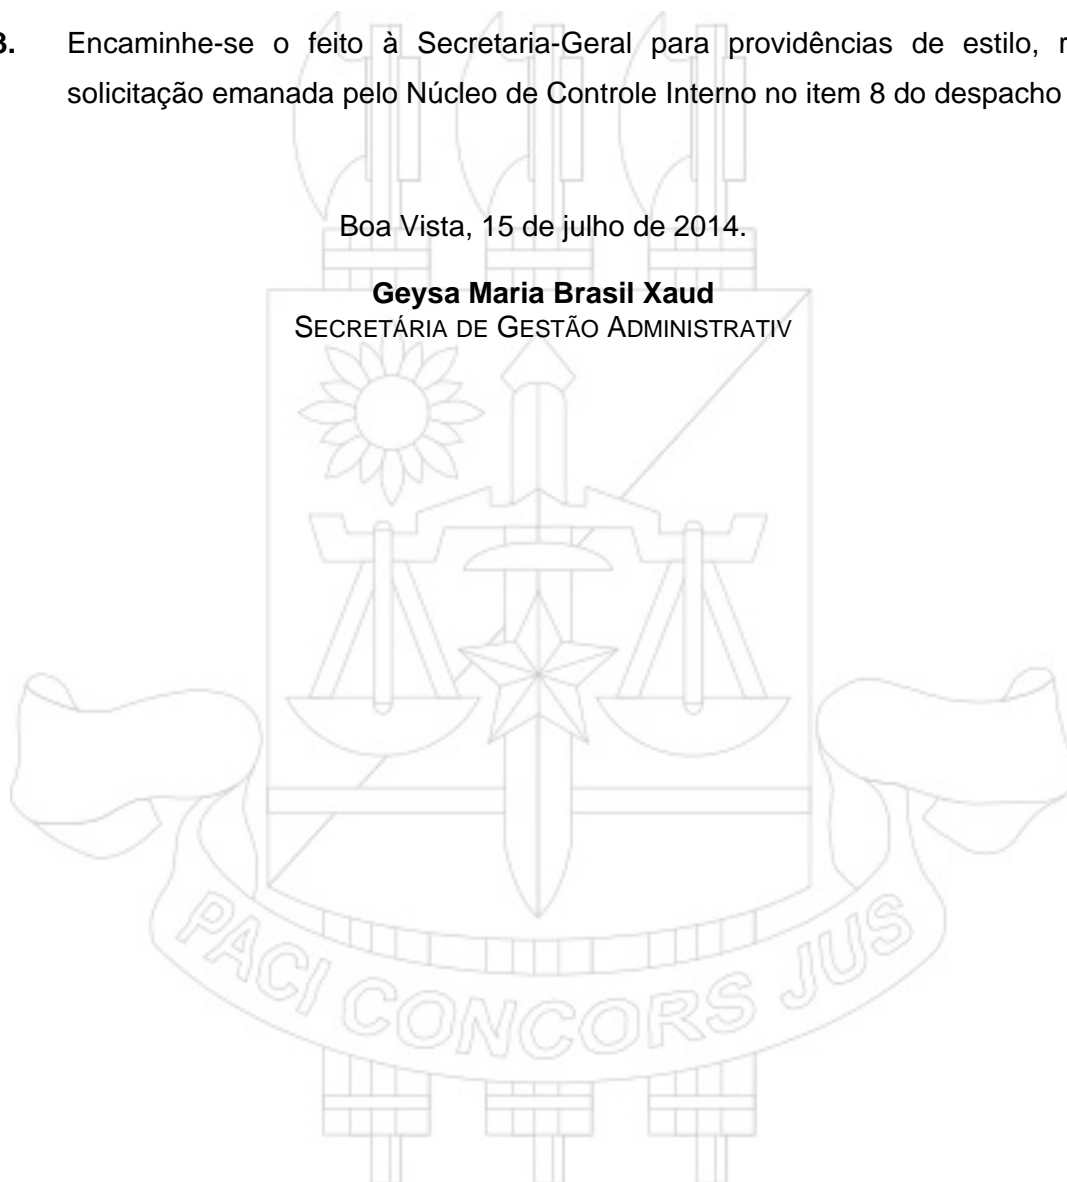 3. Encaminhe-se o feito à Secretaria-Geral para providências de estilo,
solicitação emanada pelo Núcleo de Controle Interno no item 8 do despacho
Boa Vista, 15 de julho de 2014.
Geysa Maria Brasil Xaud
SECRETÁRIA DE GESTÃO ADMINISTRATIV
PACI CONCORS JUS